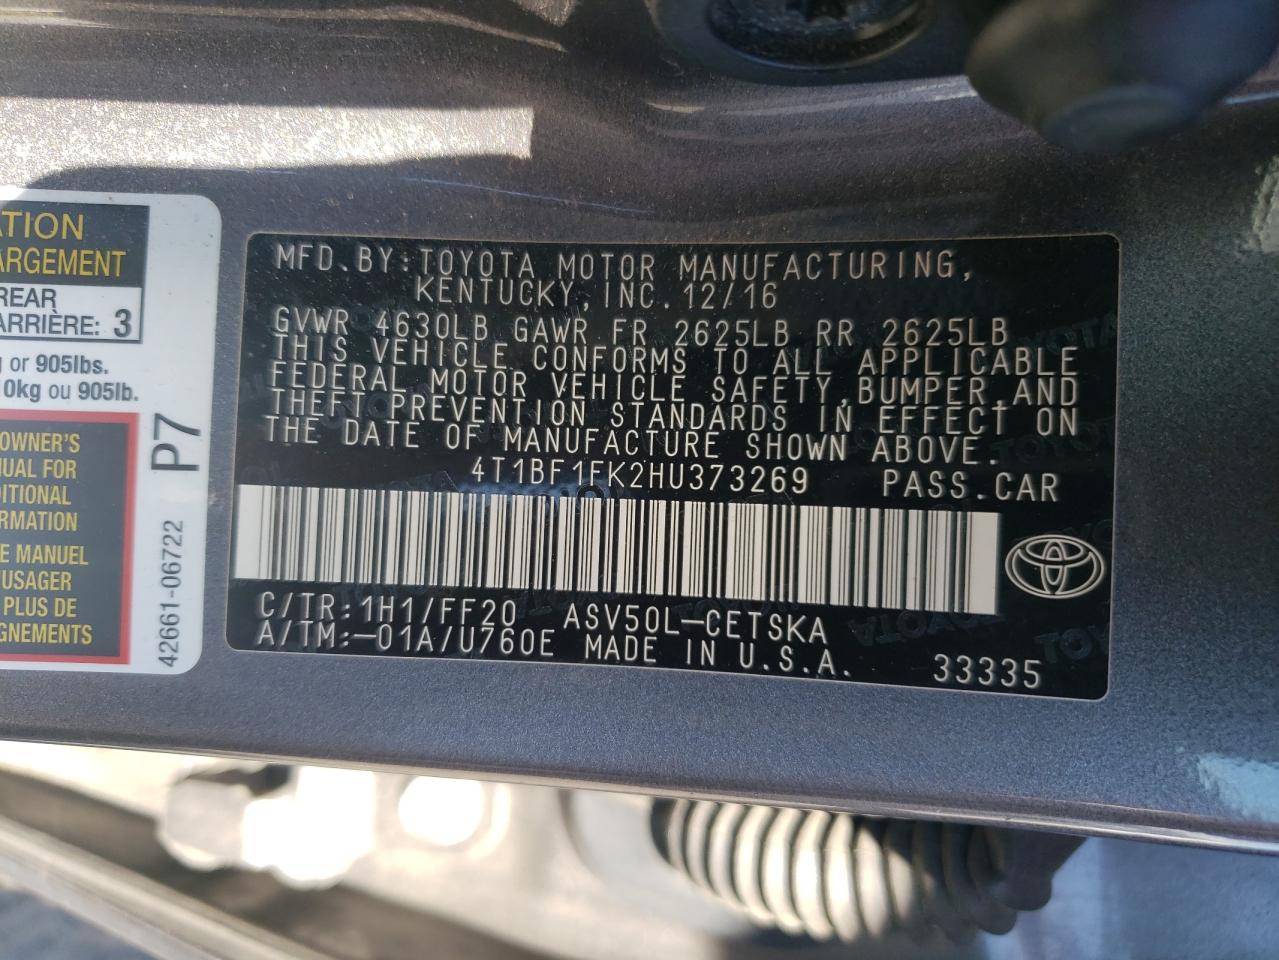 ATION
ARGEMENT
REAR
ARRIÈRE: 3
g or 905lbs.
0kg ou 905lb.
OWNER'S
NUAL FOR
DITIONAL
ORMATION
E MANUEL
'USAGER
PLUS DE
GNEMENTS
P7
42661-06722
MFD.BY:TOYOTA MOTOR MANUFACTURING,
KENTUCKY, INC. 12/16
GVWR 4630LB GAWR FR 2625LB RR 2625LB
THIS VEHICLE CONFORMS TO ALL APPLICABLE
FEDERAL MOTOR VEHICLE SAFETY,BUMPER,AND
THEFT PREVENTION STANDARDS IN EFFECT ON
THE DATE OF MANUFACTURE SHOWN ABOVE.
4T1BF1FK2HU373269 PASS.CAR
C/TR:1H1/FF20 ASV50L-CETSKA
A/TM:-01A/U760E MADE IN U.S.A. 33335